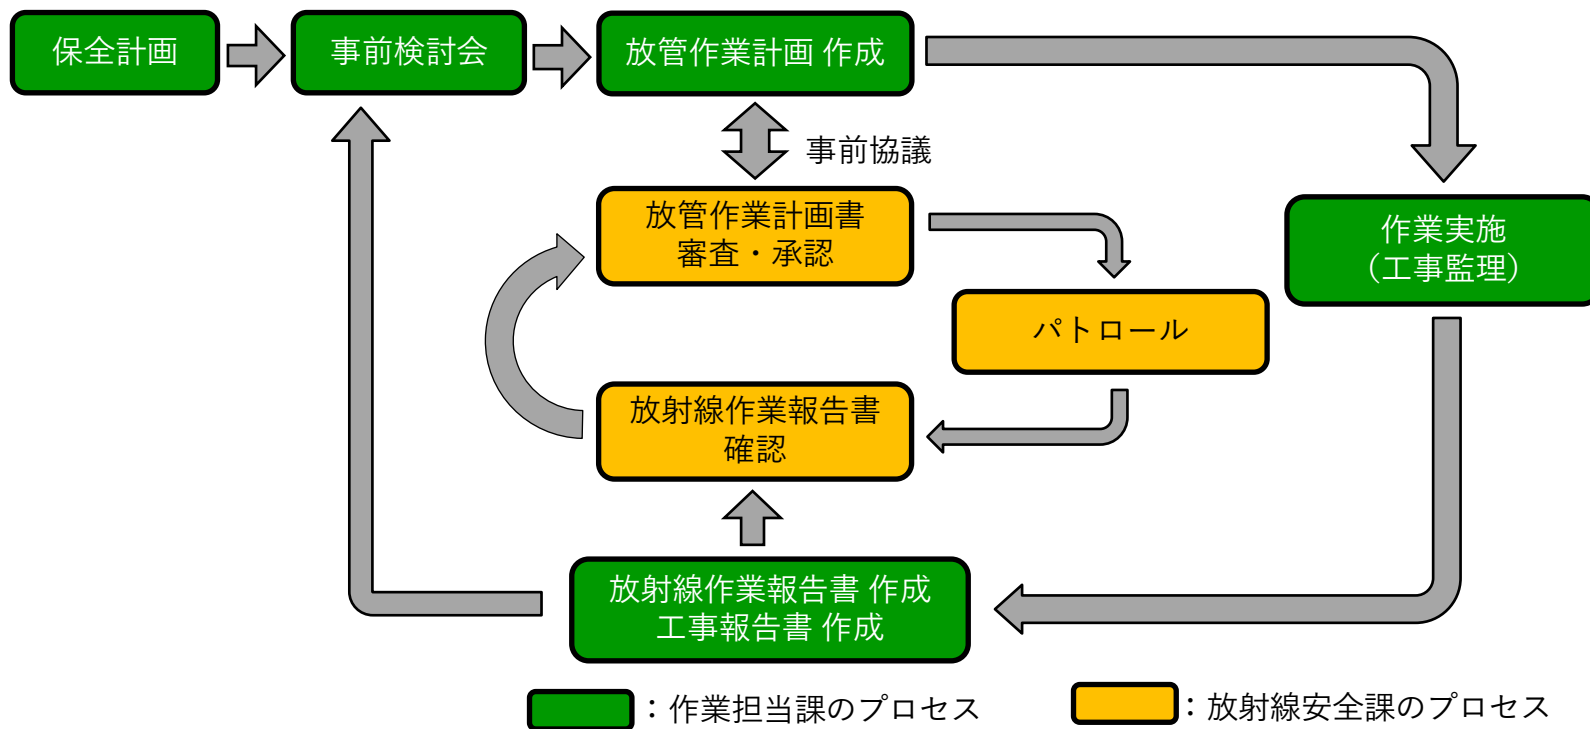 保全計画
事前検討会
放管作業計画 作成
事前協議
放管作業計画書
審査・承認
作業実施
（工事監理）
パトロール
放射線作業報告書
確認
放射線作業報告書 作成
工事報告書 作成
：作業担当課のプロセス
：放射線安全課のプロセス